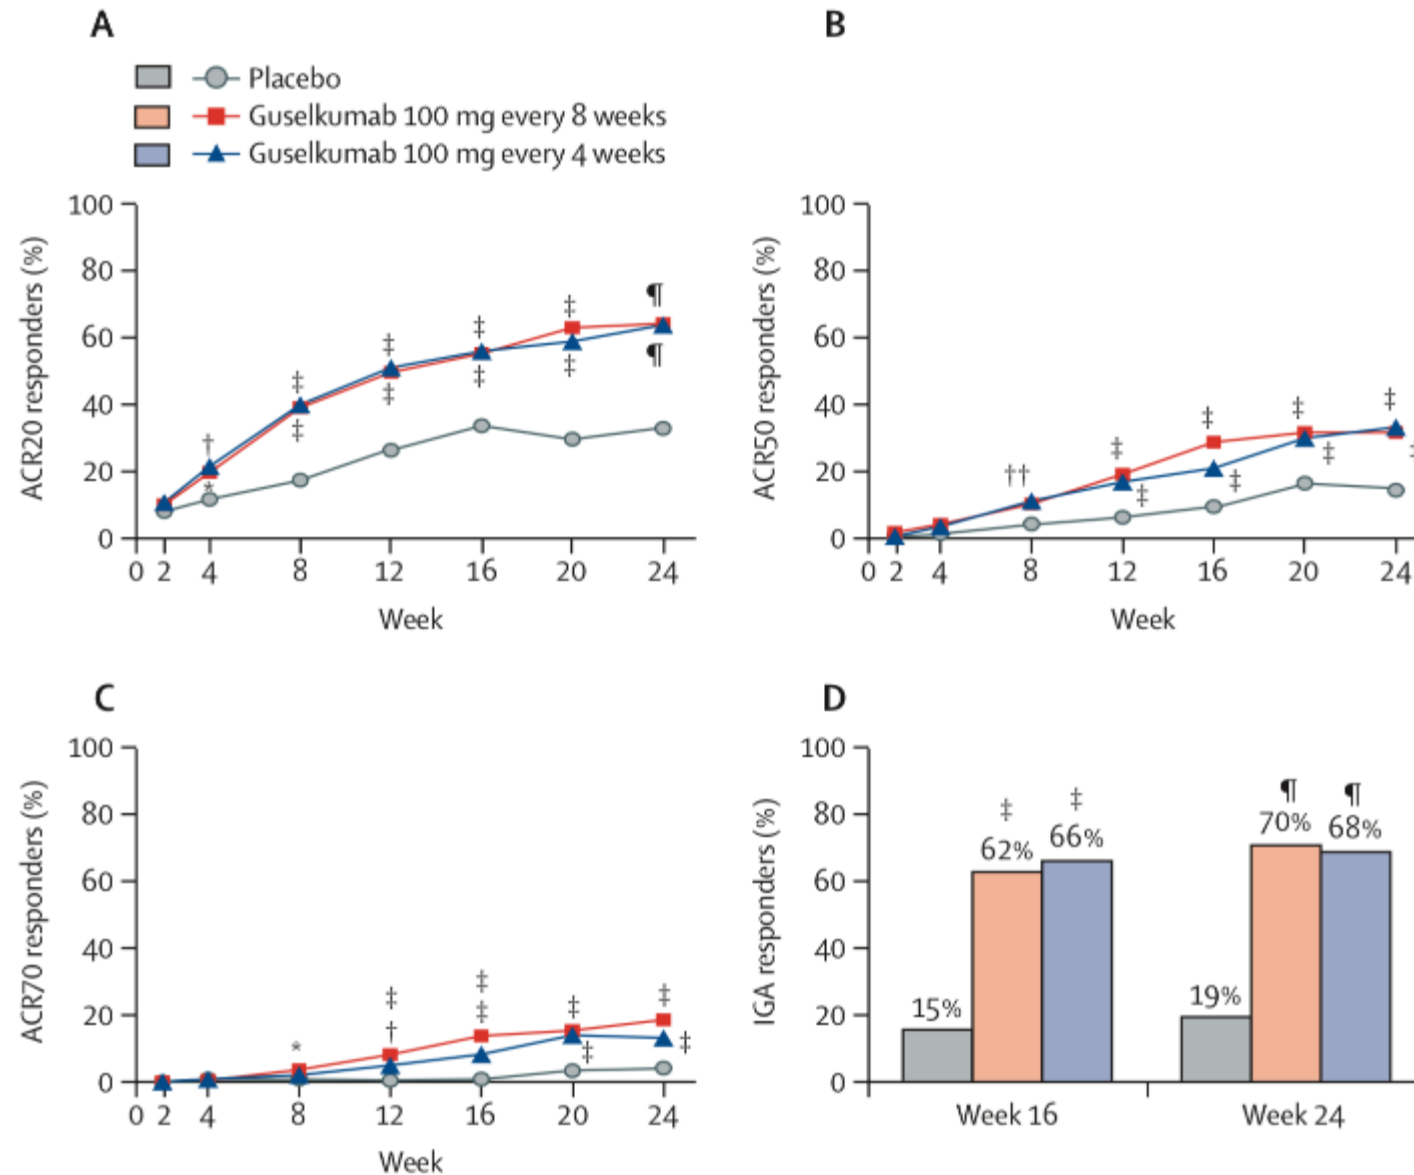 A
Placebo
Guselkumab 100 mg every 8 weeks
Guselkumab 100 mg every 4 weeks
ACR20 responders (%)
100
80
60
40
20
0
† * ‡ ‡ ‡ ‡ ‡ ‡ ‡ ‡ ¶ ¶
0 2 4 8 12 16 20 24
Week
B
ACR50 responders (%)
100
80
60
40
20
0
†† ‡ ‡ ‡ ‡ ‡ ‡ ‡
0 2 4 8 12 16 20 24
Week
C
ACR70 responders (%)
100
80
60
40
20
0
* ‡ † ‡ ‡ ‡ ‡ ‡ ‡
0 2 4 8 12 16 20 24
Week
D
IGA responders (%)
100
80
60
40
20
0
‡ ‡ ¶ ¶
15% 62% 66% 19% 70% 68%
Week 16 Week 24